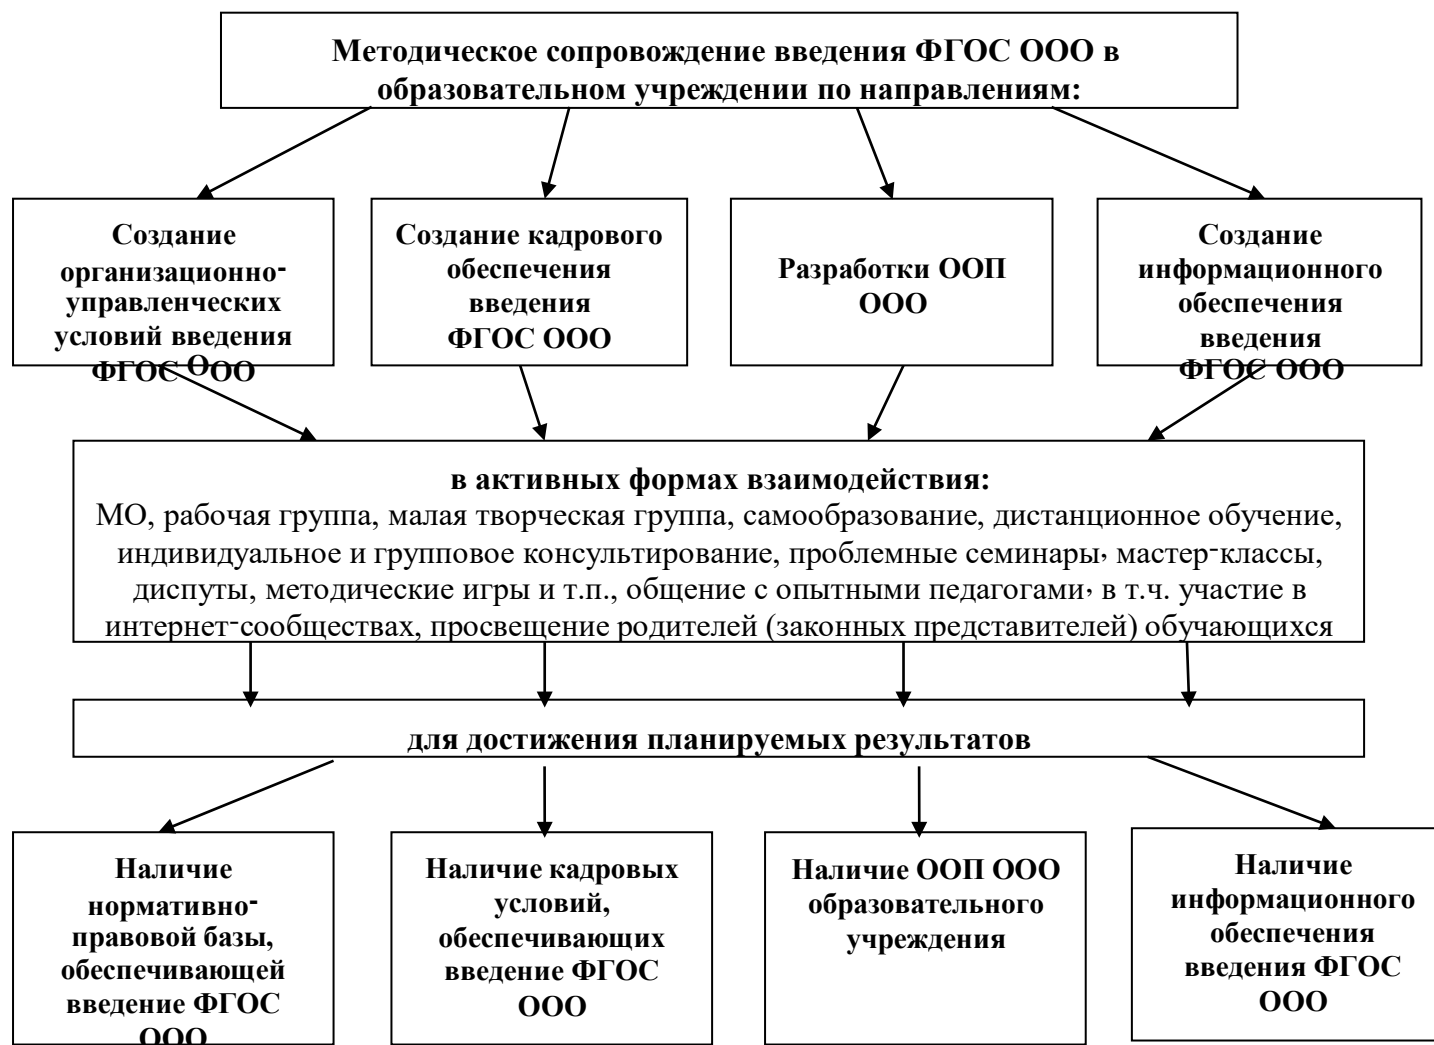 Методическое сопровождение введения ФГОС ООО в
образовательном учреждении по направлениям:
Создание
организационно-
управленческих
условий введения
ФГОС ООО
Создание кадрового
обеспечения
введения
ФГОС ООО
Разработки ООП
ООО
Создание
информационного
обеспечения
введения
ФГОС ООО
в активных формах взаимодействия:
МО, рабочая группа, малая творческая группа, самообразование, дистанционное обучение,
индивидуальное и групповое консультирование, проблемные семинары, мастер-классы,
диспуты, методические игры и т.п., общение с опытными педагогами, в т.ч. участие в
интернет-сообществах, просвещение родителей (законных представителей) обучающихся
для достижения планируемых результатов
Наличие
нормативно-
правовой базы,
обеспечивающей
введение ФГОС
ООО
Наличие кадровых
условий,
обеспечивающих
введение ФГОС
ООО
Наличие ООП ООО
образовательного
учреждения
Наличие
информационного
обеспечения
введения ФГОС
ООО